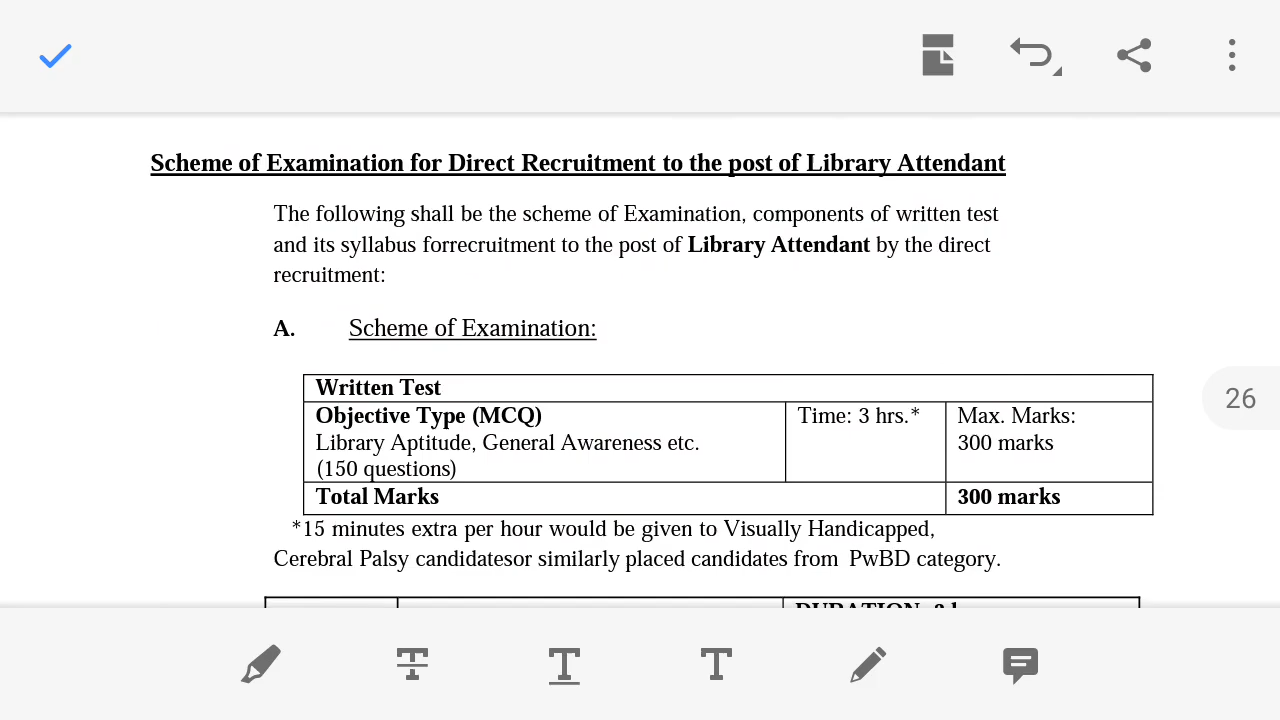 Scheme of Examination for Direct Recruitment to the post of Library Attendant
The following shall be the scheme of Examination, components of written test
and its syllabus forrecruitment to the post of Library Attendant by the direct
recruitment:
A. Scheme of Examination:
Written Test
Objective Type (MCQ)
Library Aptitude, General Awareness etc.
(150 questions)
Time: 3 hrs.*
Max. Marks:
300 marks
Total Marks
300 marks
*15 minutes extra per hour would be given to Visually Handicapped,
Cerebral Palsy candidatesor similarly placed candidates from PwBD category.
26